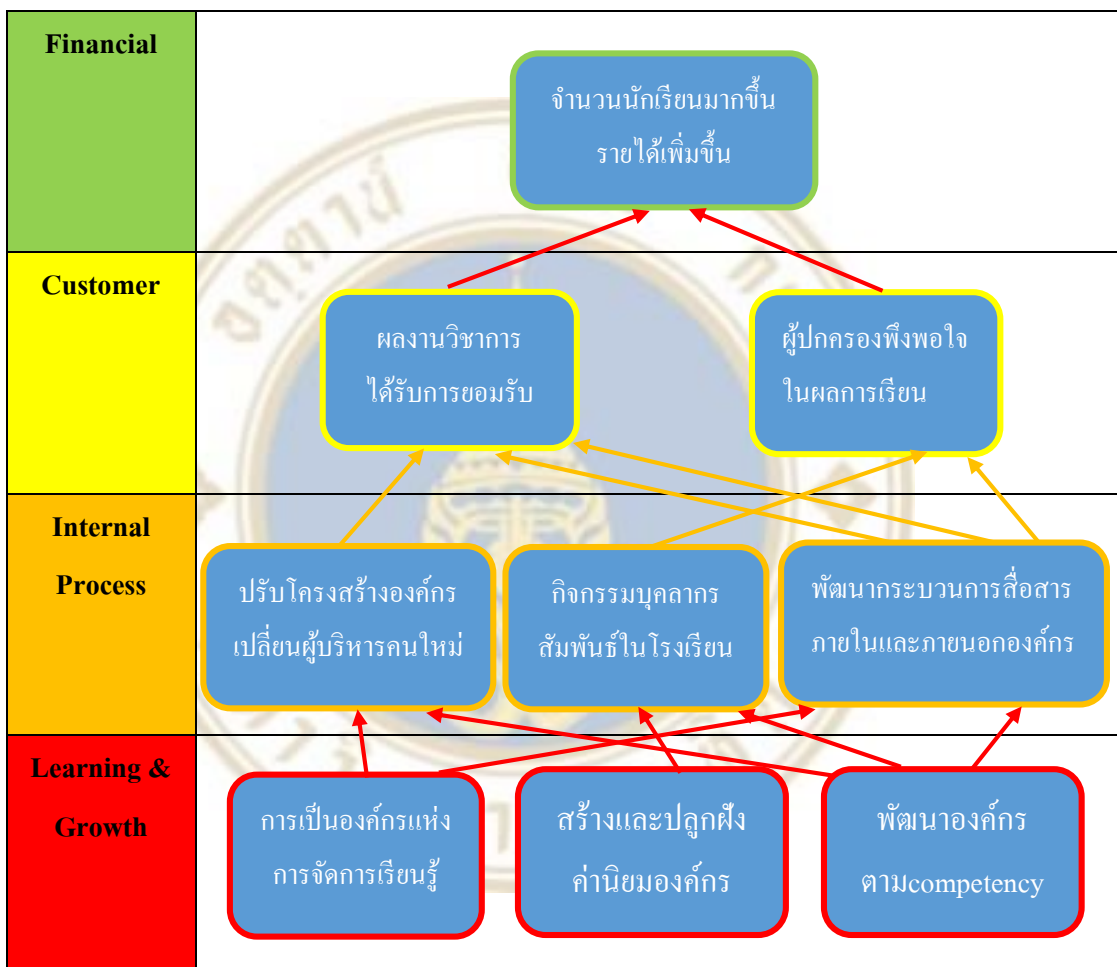 Financial
จำนวนนักเรียนมากขึ้น
รายได้เพิ่มขึ้น
Customer
ผลงานวิชาการ
ได้รับการยอมรับ
ผู้ปกครองพึงพอใจ
ในผลการเรียน
Internal
Process
ปรับโครงสร้างองค์กร
เปลี่ยนผู้บริหารคนใหม่
กิจกรรมบุคลากร
สัมพันธ์ในโรงเรียน
พัฒนากระบวนการสื่อสาร
ภายในและภายนอกองค์กร
Learning &
Growth
การเป็นองค์กรแห่ง
การจัดการเรียนรู้
สร้างและปลูกฝัง
ค่านิยมองค์กร
พัฒนาองค์กร
ตามcompetency